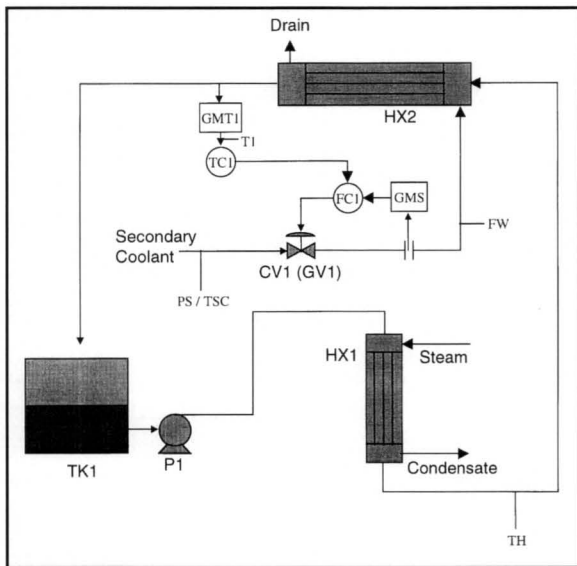 Drain
HX2
GMT1
T1
TC1
FC1
GMS
FW
Secondary
Coolant
CV1 (GV1)
PS / TSC
HX1
Steam
TK1
P1
Condensate
TH